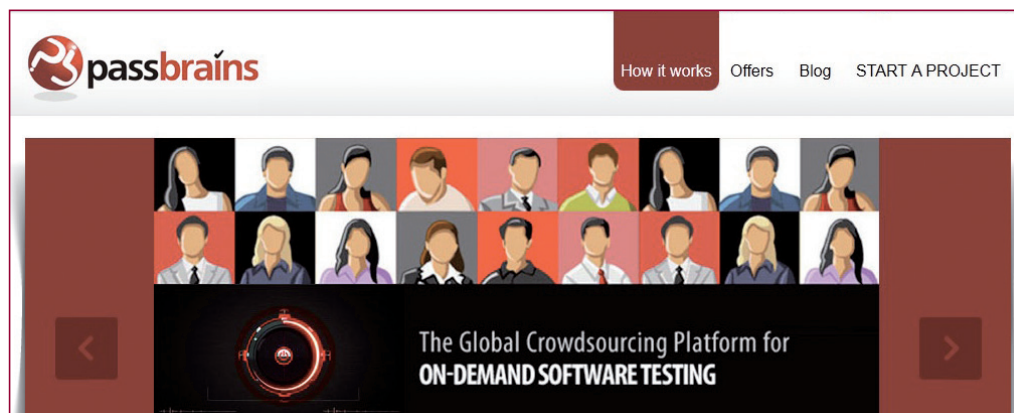 passbrains
How it works Offers Blog START A PROJECT
The Global Crowdsourcing Platform for
ON-DEMAND SOFTWARE TESTING